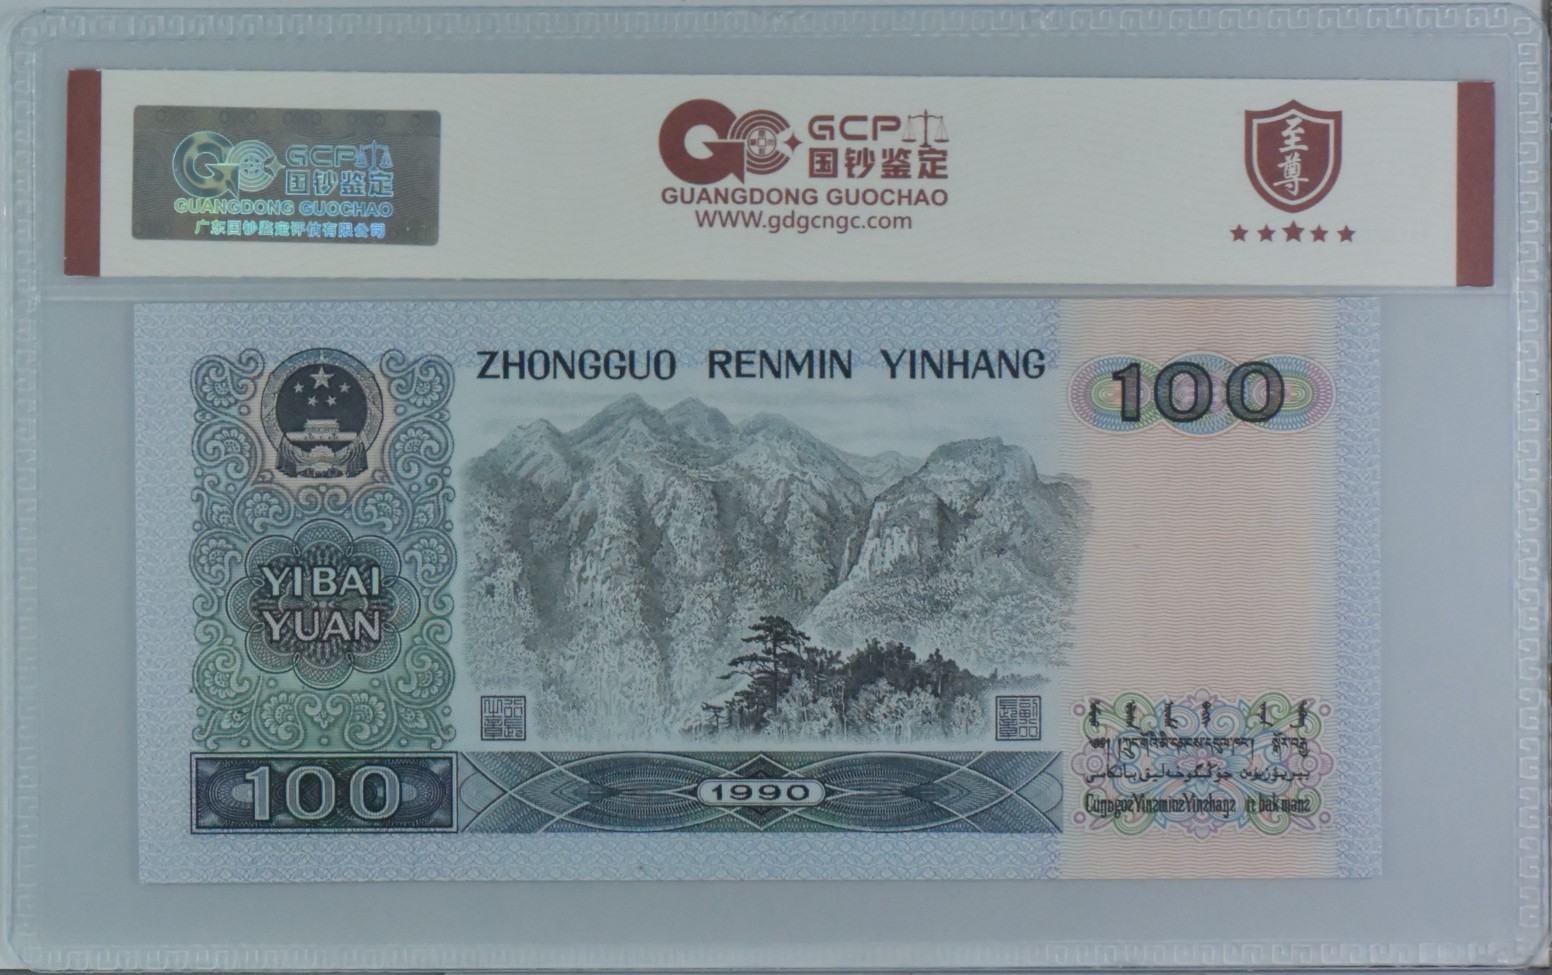 GCP
国钞鉴定
GUANGDONG GUOCHAO
广东国钞鉴定评估有限公司
GCP
国钞鉴定
GUANGDONG GUOCHAO
WWW.gdgcngc.com
至尊
ZHONGGUO RENMIN YINHANG
100
YIBAI
YUAN
100
1990